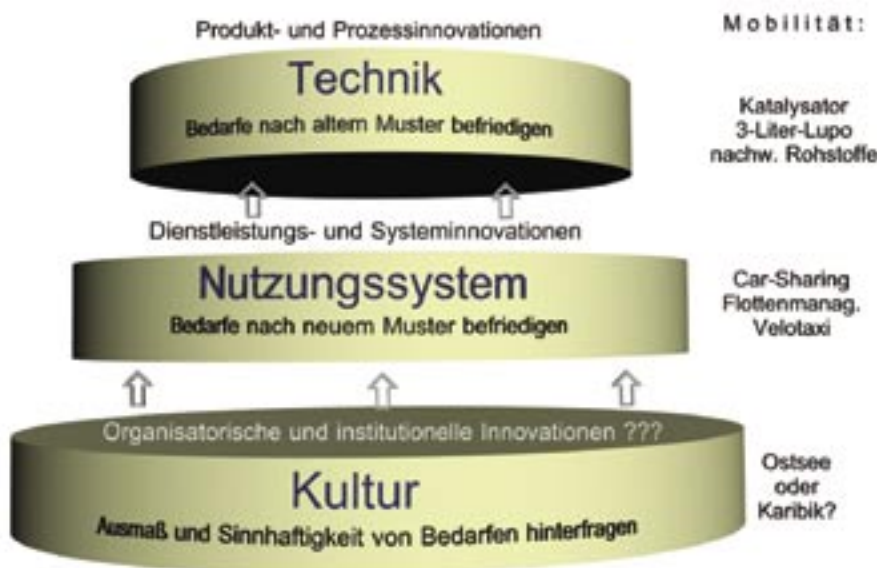 Produkt- und Prozessinnovationen
Mobilität:
Technik
Bedarfe nach altem Muster befriedigen
Katalysator
3-Liter-Lupo
nachw. Rohstoffe
Dienstleistungs- und Systeminnovationen
Nutzungssystem
Bedarfe nach neuem Muster befriedigen
Car-Sharing
Flottenmanag.
Velotaxi
Organisatorische und institutionelle Innovationen ???
Kultur
Ausmaß und Sinnhaftigkeit von Bedarfen hinterfragen
Ostsee
oder
Karibik?